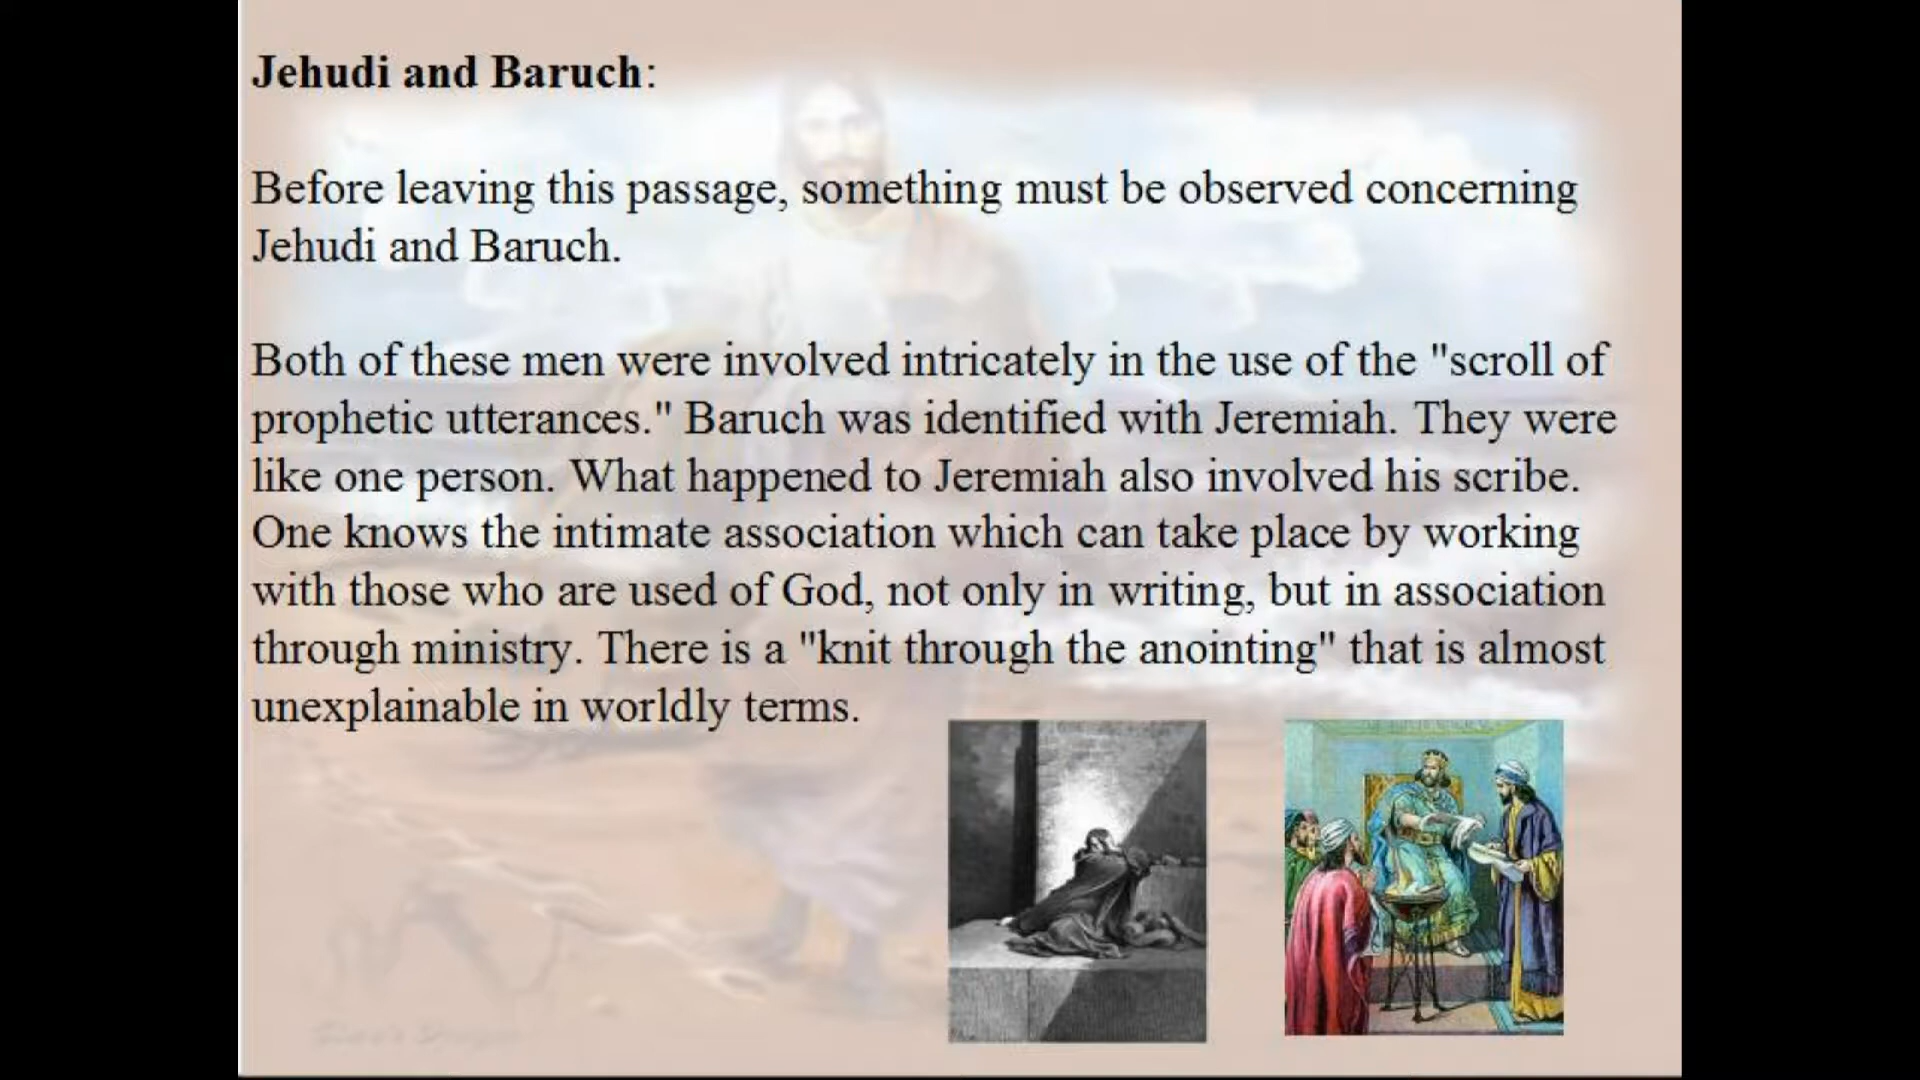 Jehudi and Baruch:
Before leaving this passage, something must be observed concerning
Jehudi and Baruch.
Both of these men were involved intricately in the use of the "scroll of
prophetic utterances." Baruch was identified with Jeremiah. They were
like one person. What happened to Jeremiah also involved his scribe.
One knows the intimate association which can take place by working
with those who are used of God, not only in writing, but in association
through ministry. There is a "knit through the anointing" that is almost
unexplainable in worldly terms.